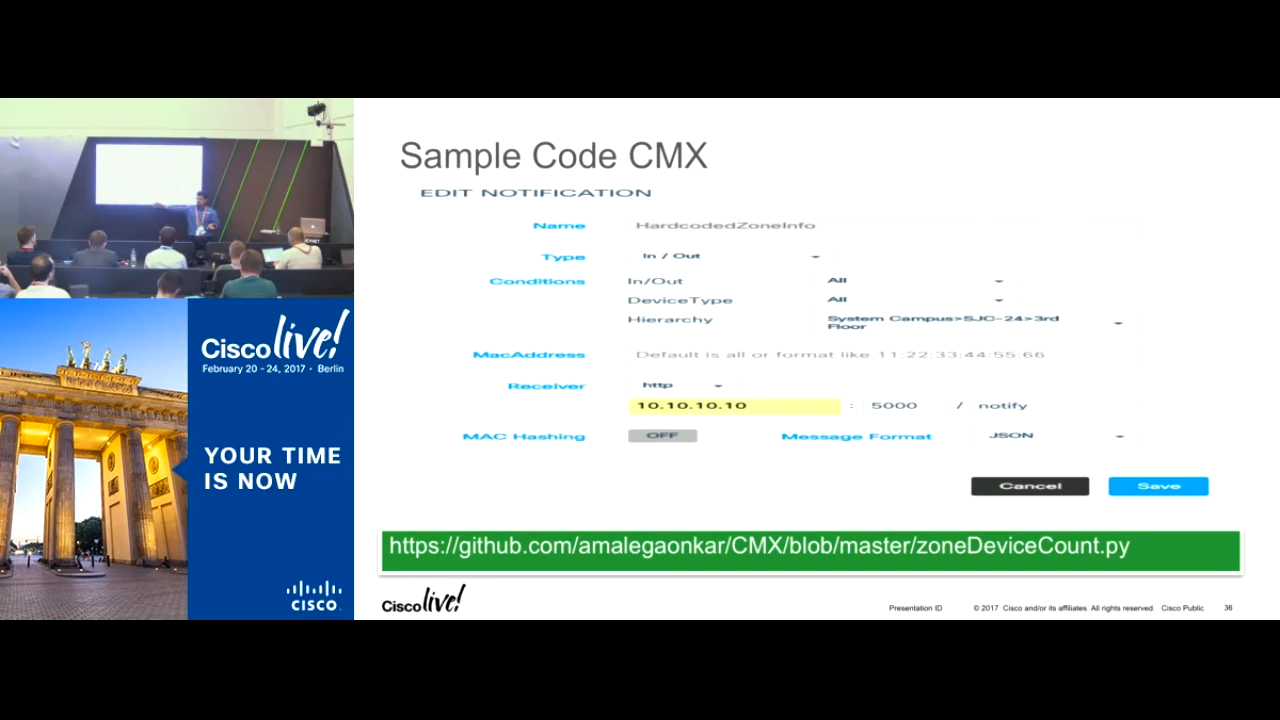 Sample Code CMX
EDIT NOTIFICATION
Name HardcodedZoneInfo
Type In / Out
Conditions In/Out All
DeviceType All
Hierarchy System Campus>SJC-24>3rd
Floor
MacAddress Default is all or format like 11:22:33:44:55:66
Receiver http
10.10.10.10 : 5000 / notify
MAC Hashing OFF Message Format JSON
Cancel Save
https://github.com/amalegaonkar/CMX/blob/master/zoneDeviceCount.py
Cisco live!
Presentation ID © 2017 Cisco and/or its affiliates. All rights reserved. Cisco Public 36
Cisco live!
February 20 - 24, 2017 • Berlin
YOUR TIME
IS NOW
CISCO.